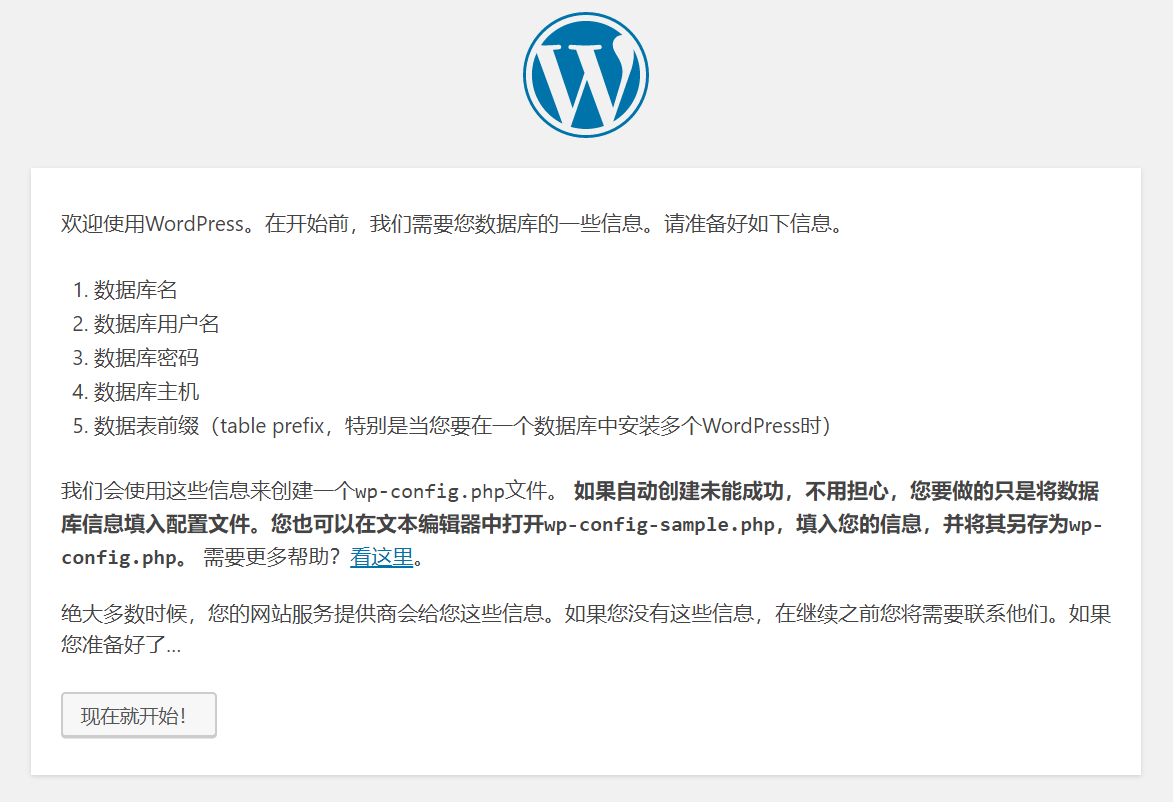 欢迎使用WordPress。在开始前，我们需要您数据库的一些信息。请准备好如下信息。
1. 数据库名
2. 数据库用户名
3. 数据库密码
4. 数据库主机
5. 数据表前缀（table prefix，特别是当您要在一个数据库中安装多个WordPress时）
我们会使用这些信息来创建一个wp-config.php文件。 如果自动创建未能成功，不用担心，您要做的只是将数据
库信息填入配置文件。您也可以在文本编辑器中打开wp-config-sample.php，填入您的信息，并将其另存为wp-
config.php。 需要更多帮助？看这里。
绝大多数时候，您的网站服务提供商会给您这些信息。如果您没有这些信息，在继续之前您将需要联系他们。如果
您准备好了…
现在就开始！